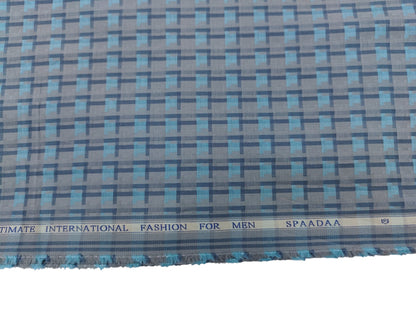 TIMATE INTERNATIONAL FASHION FOR MEN SPAADAA